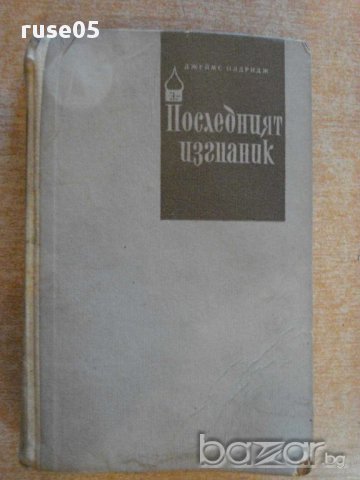 ruse05
ДЖЕЙМС ОЛДРИДЖ
Последният
изгнаник
bazar.bg